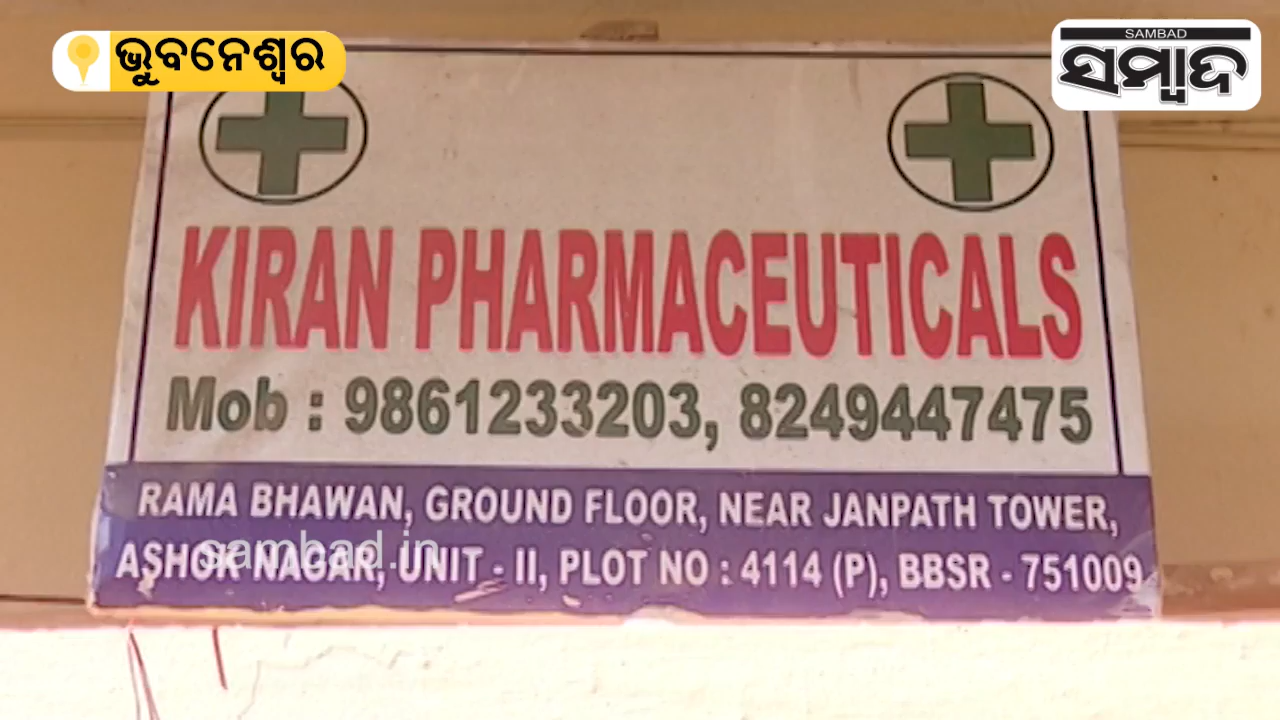 ଭୁବନେଶ୍ୱର
SAMBAD
ସମ୍ବାଦ
KIRAN PHARMACEUTICALS
Mob : 9861233203, 8249447475
RAMA BHAWAN, GROUND FLOOR, NEAR JANPATH TOWER,
ASHOK NAGAR, UNIT - II, PLOT NO : 4114 (P), BBSR - 751009
sambad.in